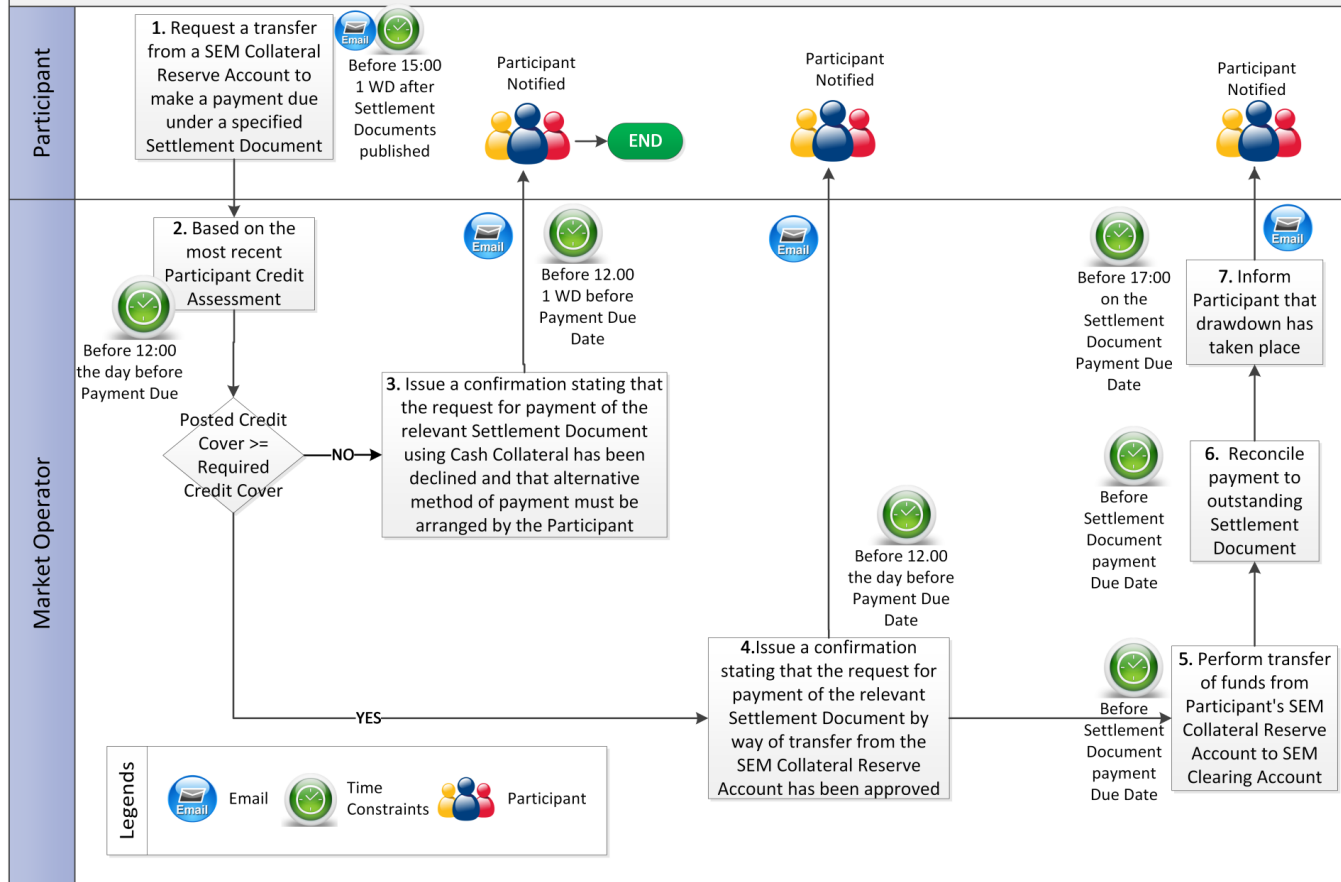 Participant
1. Request a transfer
from a SEM Collateral
Reserve Account to
make a payment due
under a specified
Settlement Document
Email
Before 15:00
1 WD after
Settlement
Documents
published
Participant
Notified
END
Participant
Notified
Participant
Notified
Market Operator
2. Based on the
most recent
Participant Credit
Assessment
Before 12:00
the day before
Payment Due
Posted Credit
Cover >=
Required
Credit Cover
NO
YES
Email
Before 12.00
1 WD before
Payment Due
Date
3. Issue a confirmation stating that
the request for payment of the
relevant Settlement Document
using Cash Collateral has been
declined and that alternative
method of payment must be
arranged by the Participant
Email
Before 12.00
the day before
Payment Due
Date
4.Issue a confirmation
stating that the request for
payment of the relevant
Settlement Document by
way of transfer from the
SEM Collateral Reserve
Account has been approved
Before
Settlement
Document
payment
Due Date
5. Perform transfer
of funds from
Participant's SEM
Collateral Reserve
Account to SEM
Clearing Account
Before
Settlement
Document
payment
Due Date
6. Reconcile
payment to
outstanding
Settlement
Document
Before 17:00
on the
Settlement
Document
Payment Due
Date
Email
7. Inform
Participant that
drawdown has
taken place
Legends
Email
Email
Time
Constraints
Participant